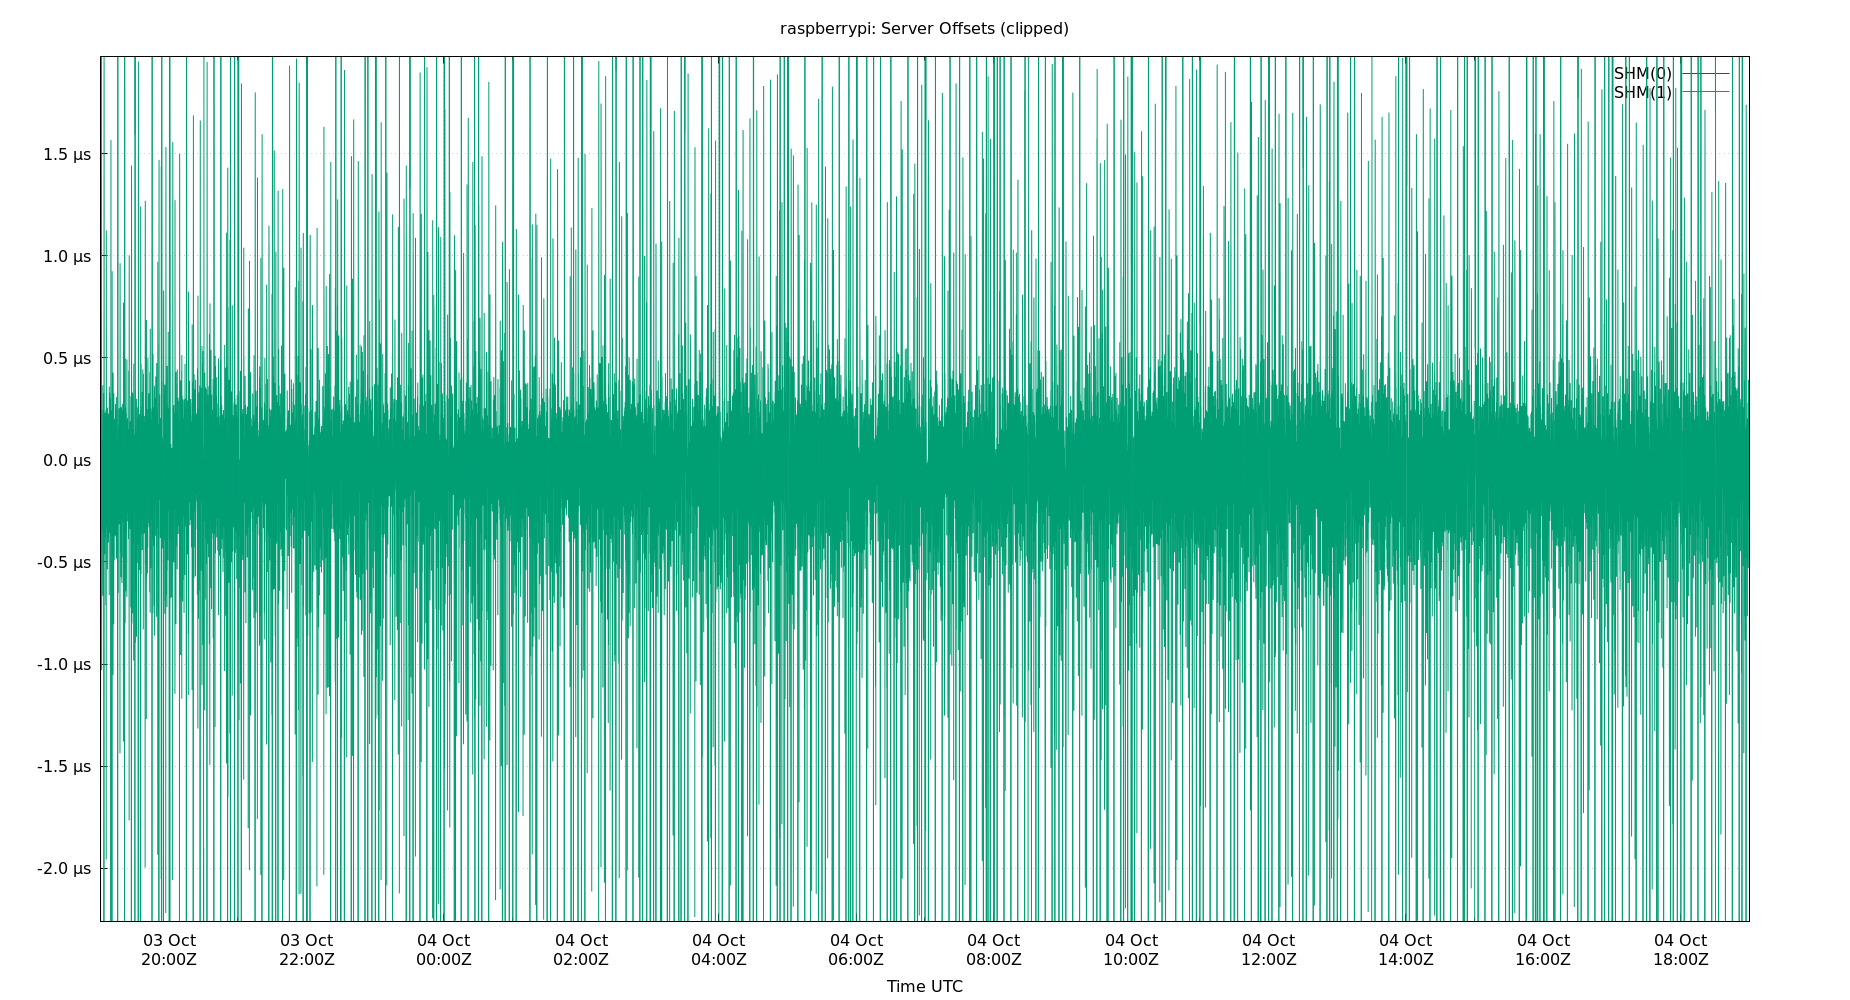 raspberrypi: Server Offsets (clipped)
SHM(0)
SHM(1)
1.5 µs
1.0 µs
0.5 µs
0.0 µs
-0.5 µs
-1.0 µs
-1.5 µs
-2.0 µs
03 Oct 03 Oct 04 Oct 04 Oct 04 Oct 04 Oct 04 Oct 04 Oct 04 Oct 04 Oct 04 Oct 04 Oct
20:00Z 22:00Z 00:00Z 02:00Z 04:00Z 06:00Z 08:00Z 10:00Z 12:00Z 14:00Z 16:00Z 18:00Z
Time UTC